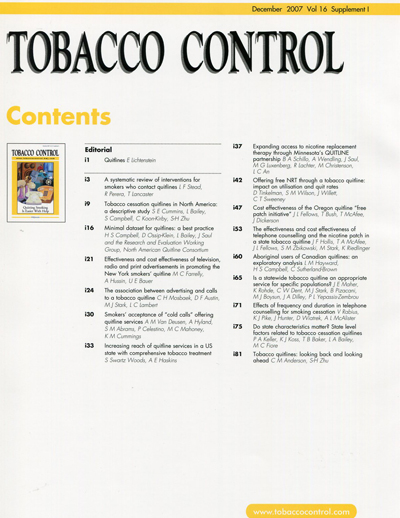 December 2007 Vol 16 Supplement I
TOBACCO CONTROL
Contents
TOBACCO CONTROL
Quitting Smoking
is Easier With Help
Editorial
i1 Quitlines E Lichtenstein
i3 A systematic review of interventions for
smokers who contact quitlines L F Stead,
R Perera, T Lancaster
i9 Tobacco cessation quitlines in North America:
a descriptive study S E Cummins, L Bailey,
S Campbell, C Koon-Kirby, S-H Zhu
i16 Minimal dataset for quitlines: a best practice
H S Campbell, D Ossip-Klein, L Bailey, J Saul
and the Research and Evaluation Working
Group, North American Quitline Consortium
i21 Effectiveness and cost effectiveness of television,
radio and print advertisements in promoting the
New York smokers' quitline M C Farrelly,
A Hussin, U E Bauer
i24 The association between advertising and calls
to a tobacco quitline C H Mosbaek, D F Austin,
M J Stark, L C Lambert
i30 Smokers' acceptance of "cold calls" offering
quitline services A M Van Deusen, A Hyland,
S M Abrams, P Celestino, M C Mahoney,
K M Cummings
i33 Increasing reach of quitline services in a US
state with comprehensive tobacco treatment
S Swartz Woods, A E Haskins
i37 Expanding access to nicotine replacement
therapy through Minnesota's QUITLINE
partnership B A Schillo, A Wendling, J Saul,
M G Luxenberg, R Lachter, M Christenson,
L C An
i42 Offering free NRT through a tobacco quitline:
impact on utilisation and quit rates
D Tinkelman, S M Wilson, J Willett,
C T Sweeney
i47 Cost effectiveness of the Oregon quitline "free
patch initiative" J L Fellows, T Bush, T McAfee,
J Dickerson
i53 The effectiveness and cost effectiveness of
telephone counselling and the nicotine patch in
a state tobacco quitline J F Hollis, T A McAfee,
J L Fellows, S M Zbikowski, M Stark, K Riedlinger
i60 Aboriginal users of Canadian quitlines: an
exploratory analysis L M Hayward,
H S Campbell, C Sutherland-Brown
i65 Is a statewide tobacco quitline an appropriate
service for specific populations? J E Maher,
K Rohde, C W Dent, M J Stark, B Pizacani,
M J Boysun, J A Dilley, P L Yepassis-Zembrou
i71 Effects of frequency and duration in telephone
counselling for smoking cessation V Rabius,
K J Pike, J Hunter, D Wiatrek, A L McAlister
i75 Do state characteristics matter? State level
factors related to tobacco cessation quitlines
P A Keller, K J Koss, T B Baker, L A Bailey,
M C Fiore
i81 Tobacco quitlines: looking back and looking
ahead C M Anderson, S-H Zhu
www.tobaccocontrol.com